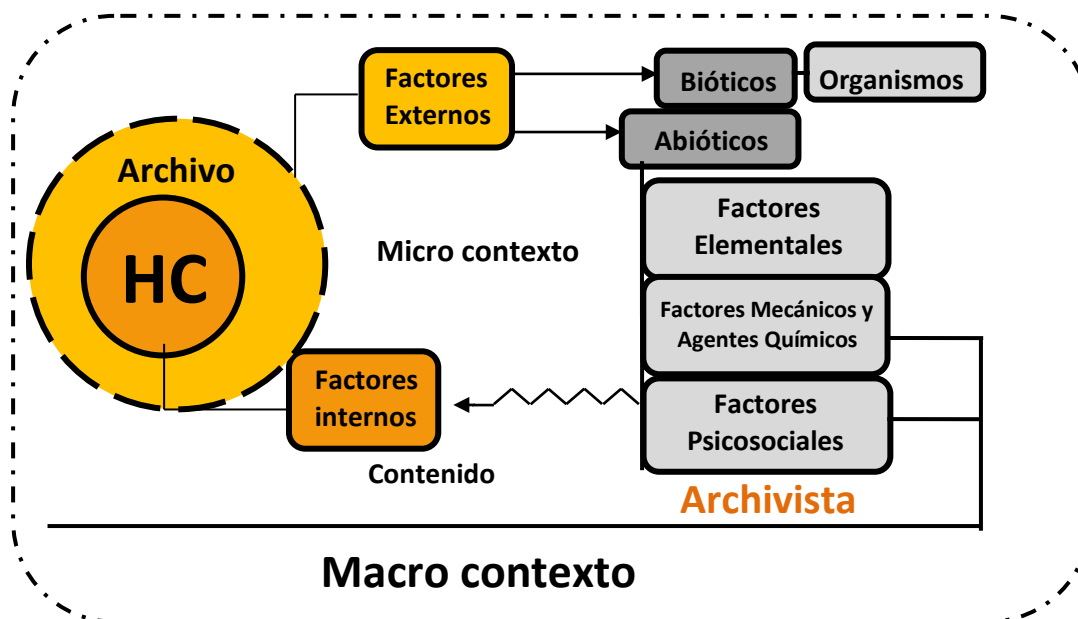 Factores
Externos
Bióticos
Organismos
Abióticos
Archivo
HC
Micro contexto
Factores
Elementales
Factores Mecánicos y
Agentes Químicos
Factores
internos
Factores
Psicosociales
Contenido
Archivista
Macro contexto